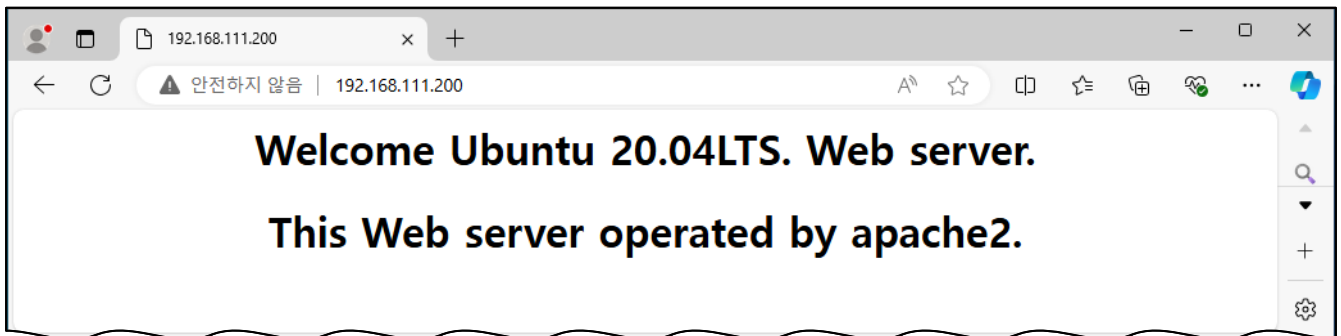 192.168.111.200
안전하지 않음 | 192.168.111.200
Welcome Ubuntu 20.04LTS. Web server.
This Web server operated by apache2.